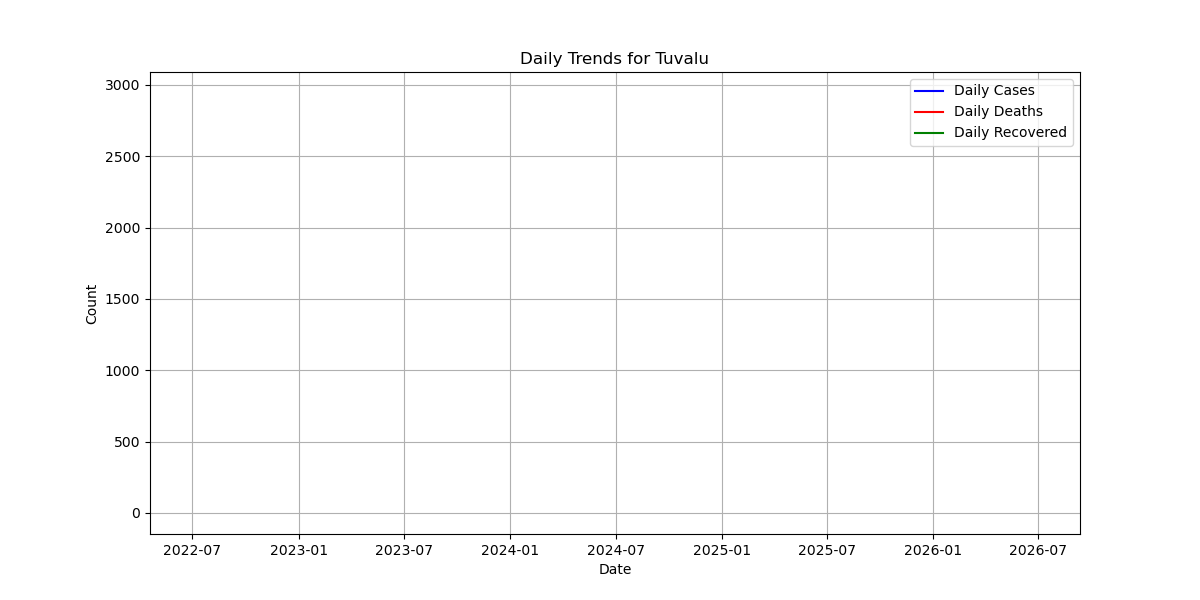 Daily Trends for Tuvalu
3000
2500
2000
1500
1000
500
0
Count
Daily Cases
Daily Deaths
Daily Recovered
2022-07 2023-01 2023-07 2024-01 2024-07 2025-01 2025-07 2026-01 2026-07
Date